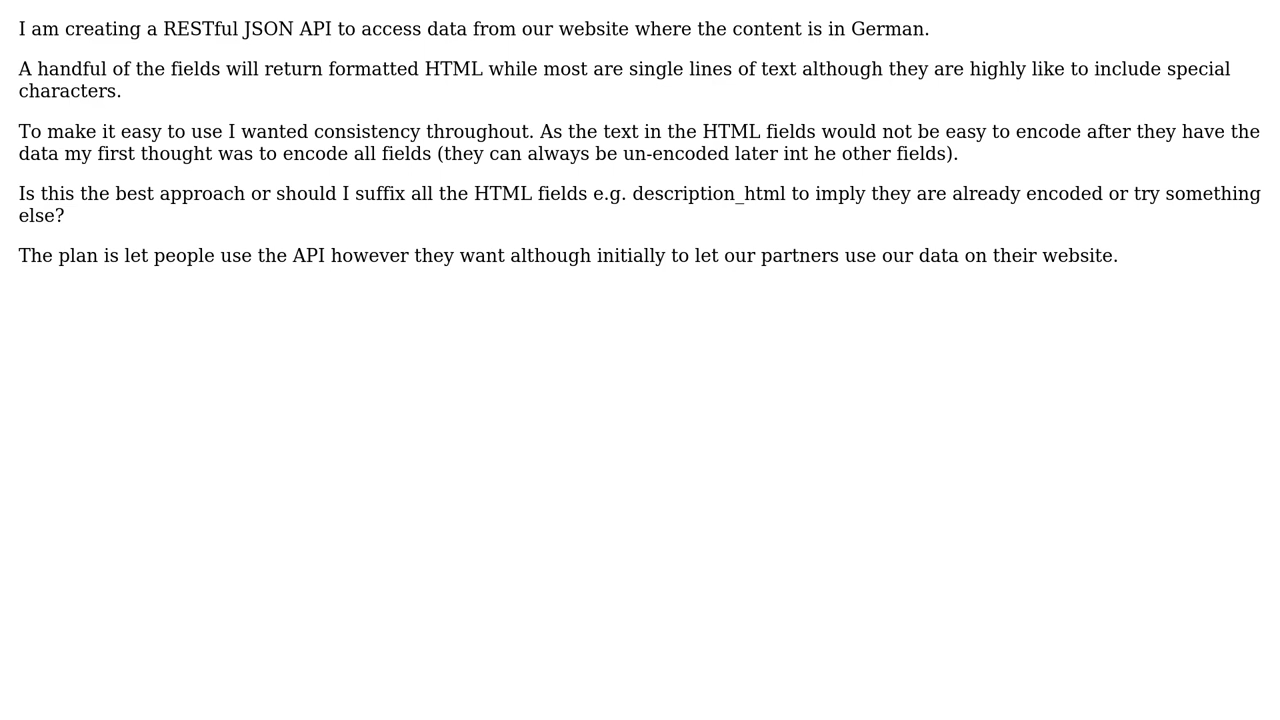 I am creating a RESTful JSON API to access data from our website where the content is in German.
A handful of the fields will return formatted HTML while most are single lines of text although they are highly like to include special
characters.
To make it easy to use I wanted consistency throughout. As the text in the HTML fields would not be easy to encode after they have the
data my first thought was to encode all fields (they can always be un-encoded later int he other fields).
Is this the best approach or should I suffix all the HTML fields e.g. description_html to imply they are already encoded or try something
else?
The plan is let people use the API however they want although initially to let our partners use our data on their website.